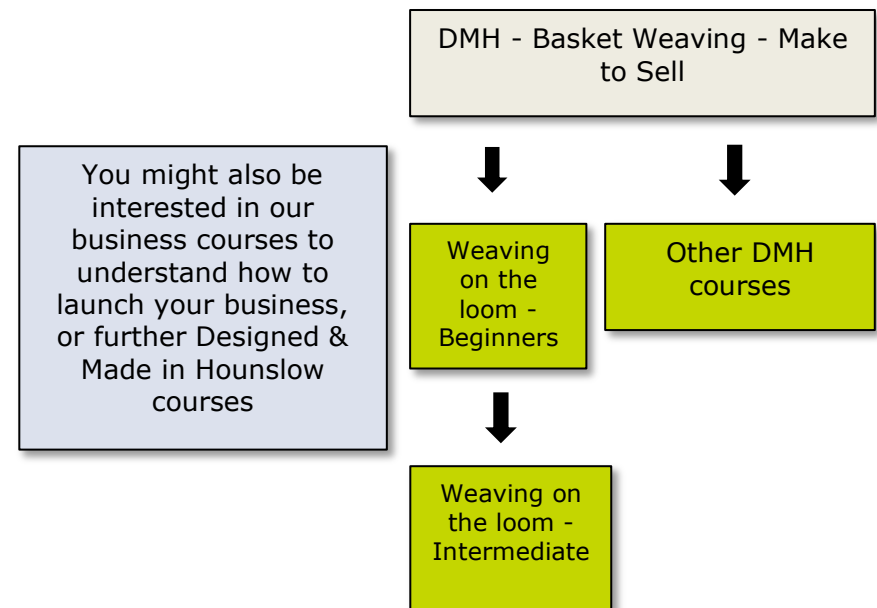 DMH - Basket Weaving - Make
to Sell
You might also be
interested in our
business courses to
understand how to
launch your business,
or further Designed &
Made in Hounslow
courses
Weaving
on the
loom -
Beginners
Other DMH
courses
Weaving on
the loom -
Intermediate